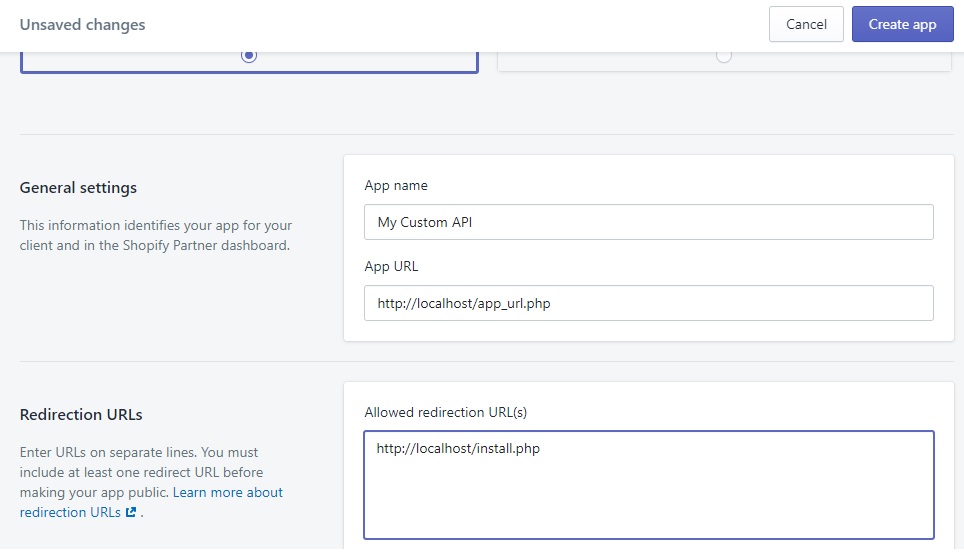 Unsaved changes
Cancel
Create app
General settings
This information identifies your app for your
client and in the Shopify Partner dashboard.
App name
My Custom API
App URL
http://localhost/app_url.php
Redirection URLs
Enter URLs on separate lines. You must
include at least one redirect URL before
making your app public. Learn more about
redirection URLs .
Allowed redirection URL(s)
http://localhost/install.php